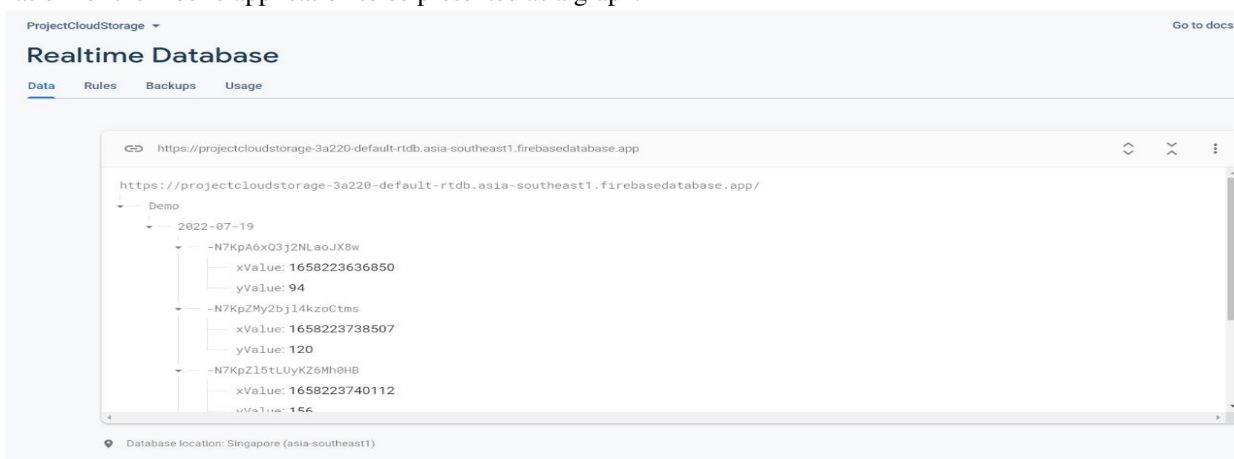 ProjectCloudStorage
Go to docs
Realtime Database
Data Rules Backups Usage
https://projectcloudstorage-3a220-default-rtdb.asia-southeast1.firebasedatabase.app
https://projectcloudstorage-3a220-default-rtdb.asia-southeast1.firebasedatabase.app/
Demo
2022-07-19
-N7KpA6xQ3j2NLaoJX8w
xValue: 1658223636850
yValue: 94
-N7KpZMy2bjl4kzoCtms
xValue: 1658223738507
yValue: 120
-N7KpZl5tLUyKZ6Mh0HB
xValue: 1658223740112
yValue: 156
Database location: Singapore (asia-southeast1)